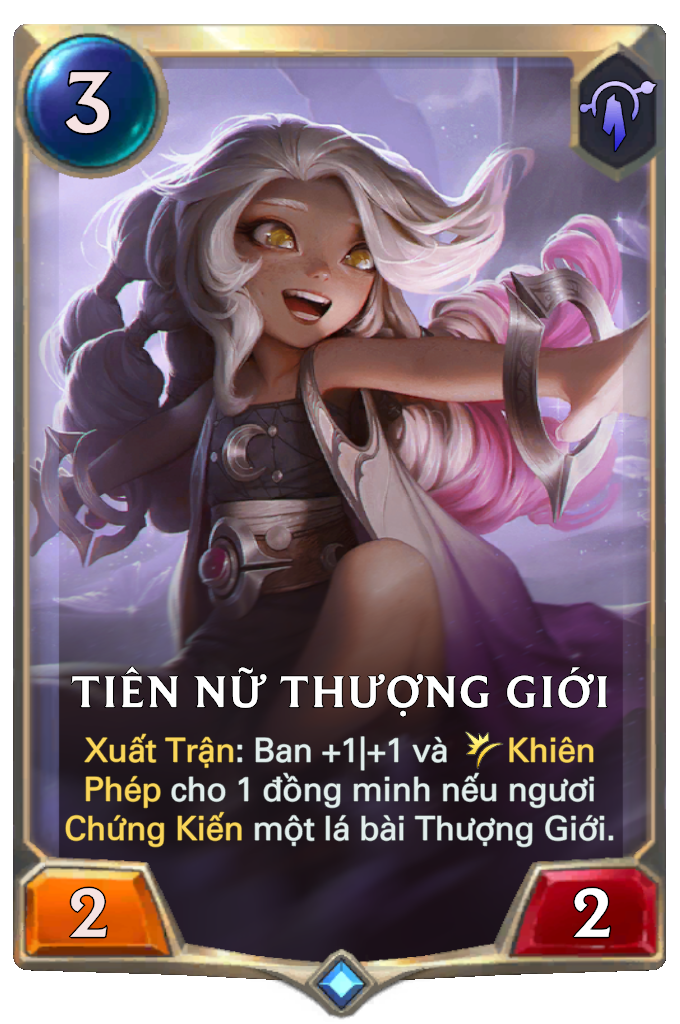 3
TIÊN NỮ THƯỢNG GIỚI
Xuất Trận: Ban +1|+1 và Khiên
Phép cho 1 đồng minh nếu ngươi
Chứng Kiến một lá bài Thượng Giới.
2
2